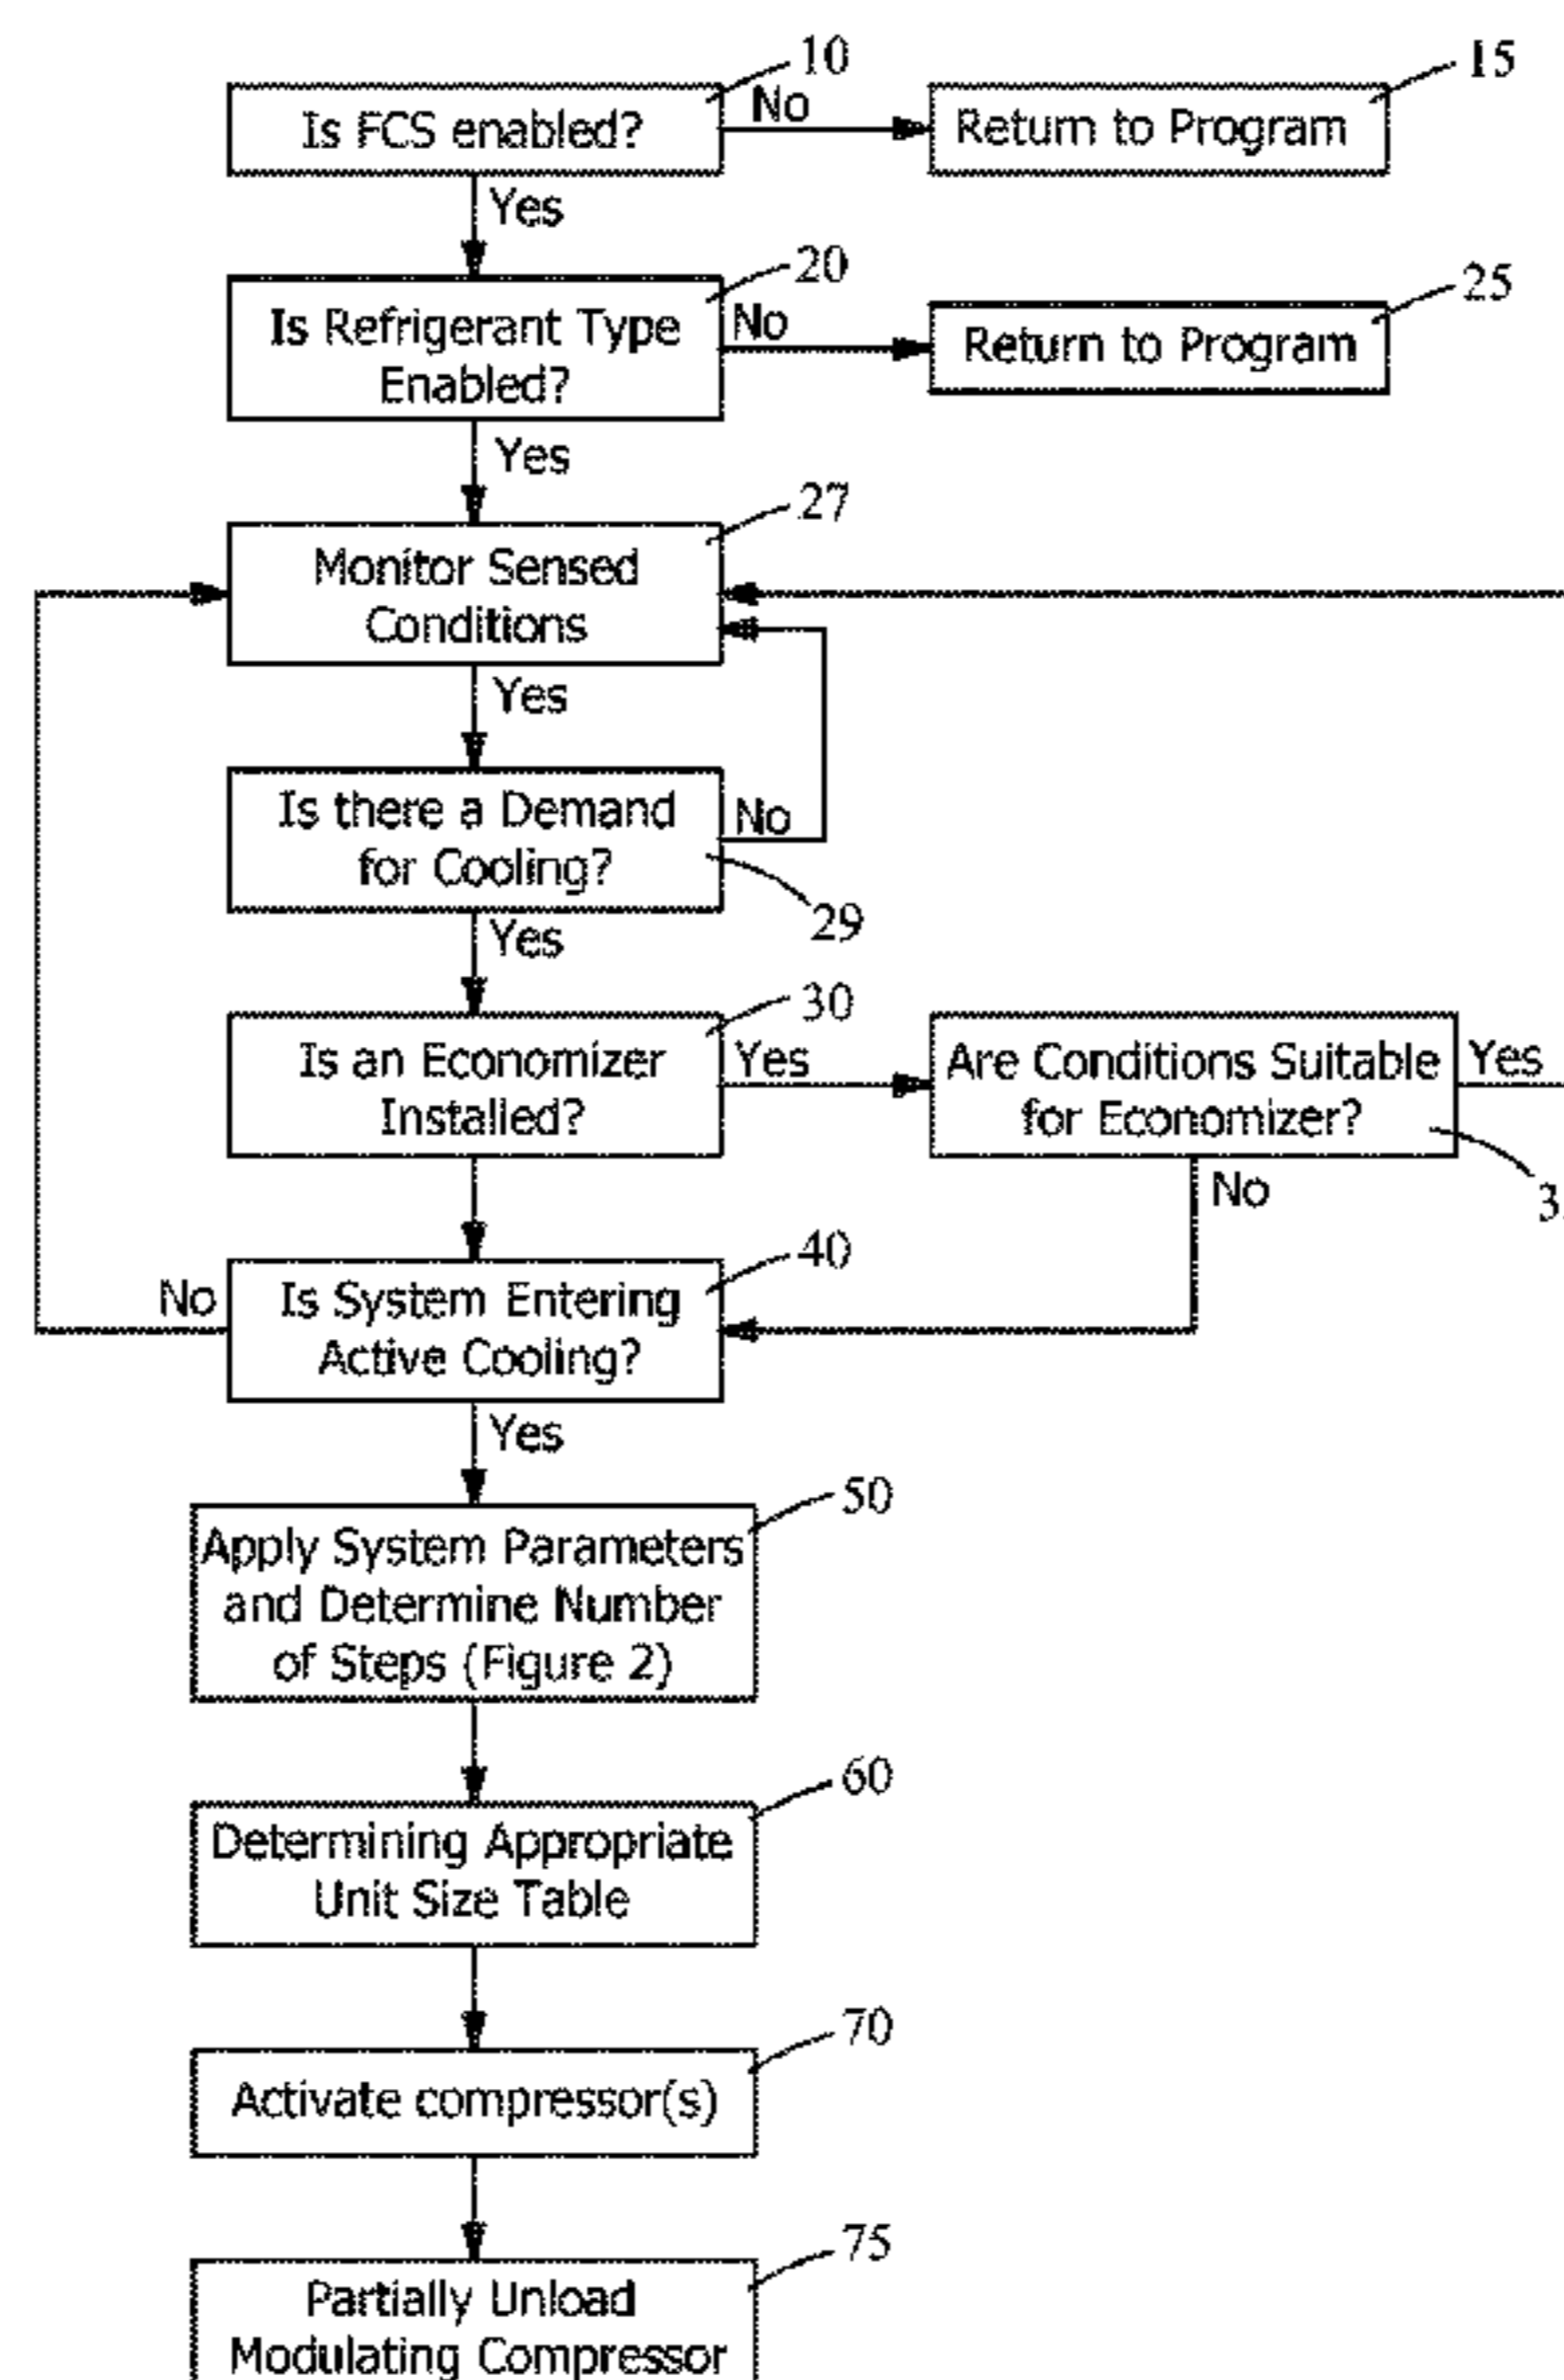 10
Is FCS enabled?
No
15
Return to Program
Yes
20
Is Refrigerant Type
Enabled?
No
25
Return to Program
Yes
27
Monitor Sensed
Conditions
Yes
Is there a Demand
for Cooling?
No
29
Yes
30
Is an Economizer
Installed?
Yes
Are Conditions Suitable
for Economizer?
Yes
No
40
Is System Entering
Active Cooling?
No
Yes
50
Apply System Parameters
and Determine Number
of Steps (Figure 2)
60
Determining Appropriate
Unit Size Table
70
Activate compressor(s)
75
Partially Unload
Modulating Compressor